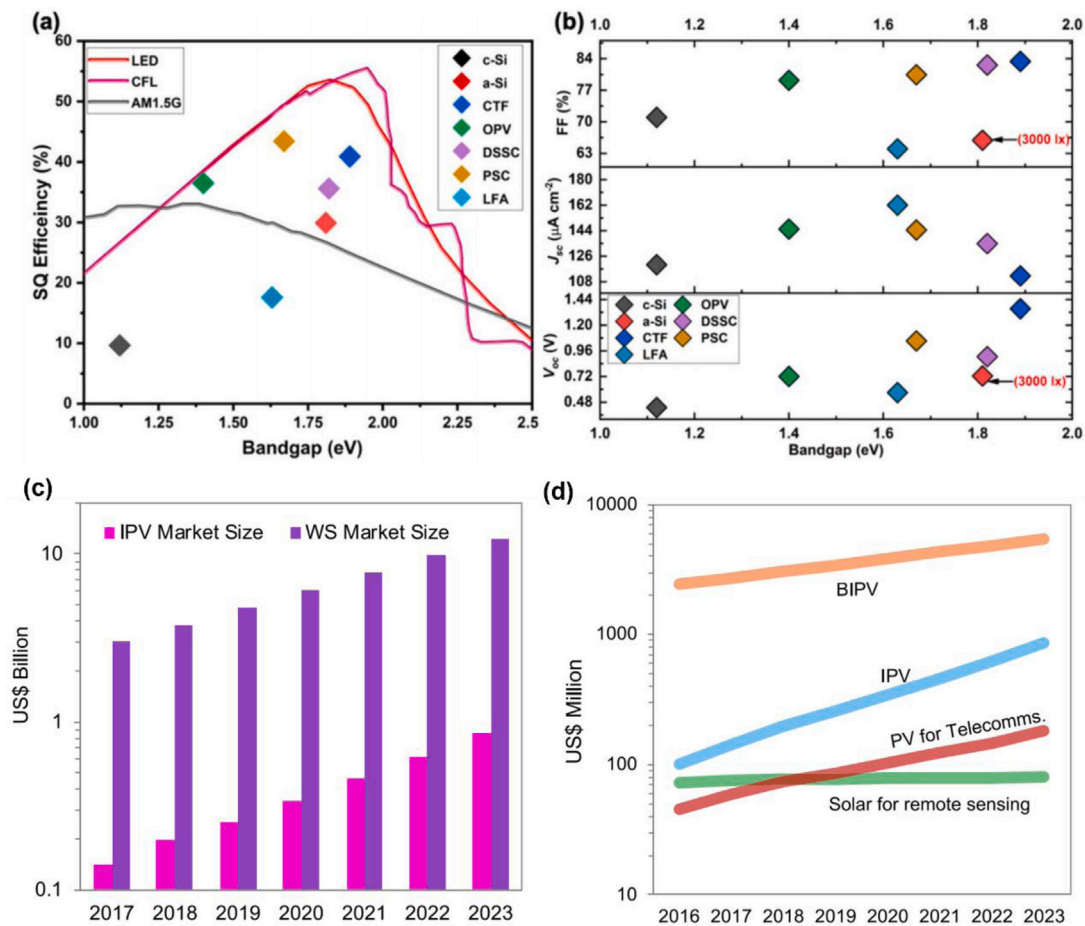 (a)
60
50
40
30
20
10
0
SQ Efficeincy (%)
LED
CFL
AM1.5G
c-Si
a-Si
CTF
OPV
DSSC
PSC
LFA
1.00 1.25 1.50 1.75 2.00 2.25 2.50
Bandgap (eV)
(b)
1.0 1.2 1.4 1.6 1.8 2.0
84
77
70
63
FF (%)
(3000 lx)
180
162
144
126
108
Jsc (µA cm-2)
1.44
1.20
0.96
0.72
0.48
Voc (V)
c-Si OPV
a-Si DSSC
CTF PSC
LFA
(3000 lx)
1.0 1.2 1.4 1.6 1.8 2.0
Bandgap (eV)
(c)
IPV Market Size WS Market Size
10
1
0.1
US$ Billion
2017 2018 2019 2020 2021 2022 2023
(d)
10000
1000
100
10
US$ Million
BIPV
IPV
PV for Telecomms.
Solar for remote sensing
2016 2017 2018 2019 2020 2021 2022 2023